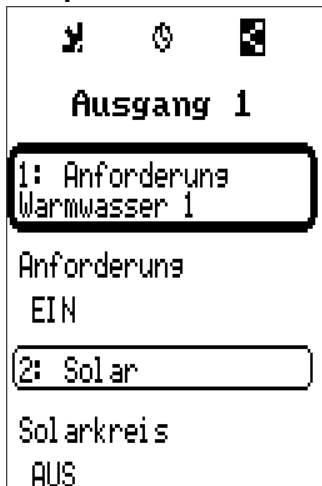 Ausgang 1
1: Anforderung
Warmwasser 1
Anforderung
EIN
2: Solar
Solarkreis
AUS